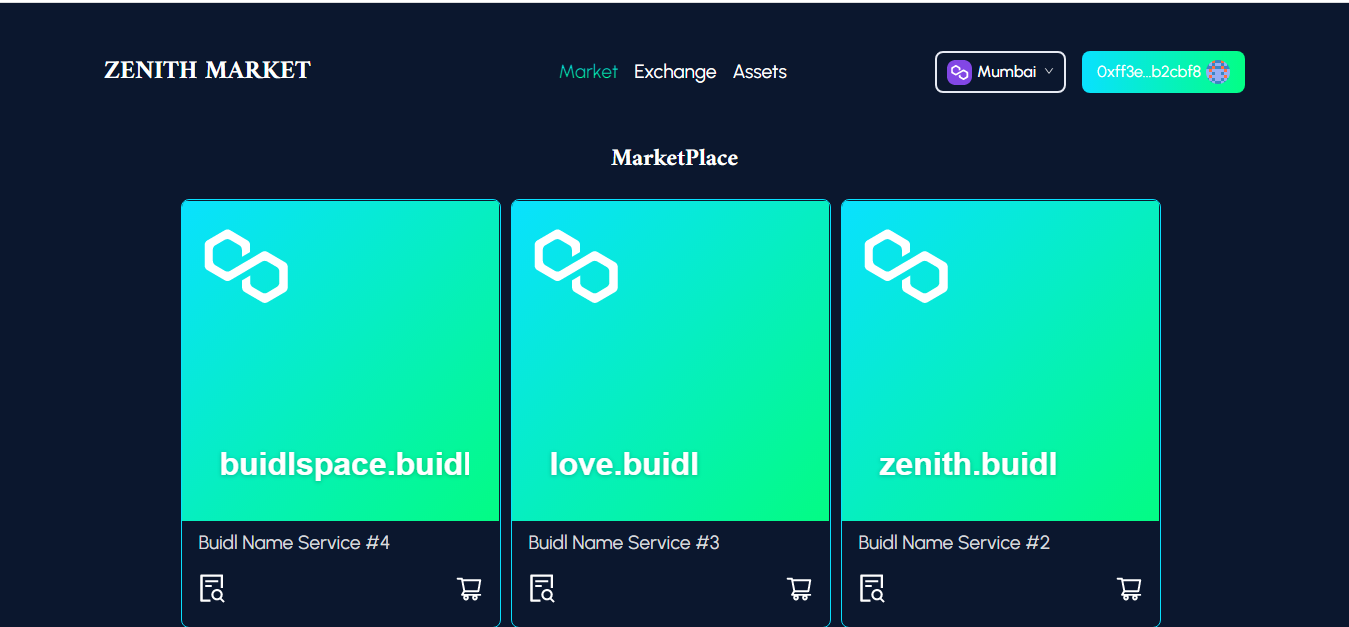 ZENITH MARKET
Market Exchange Assets
Mumbai
0xff3e...b2cbf8
MarketPlace
buidlspace.buidl
love.buidl
zenith.buidl
Buidl Name Service #4
Buidl Name Service #3
Buidl Name Service #2